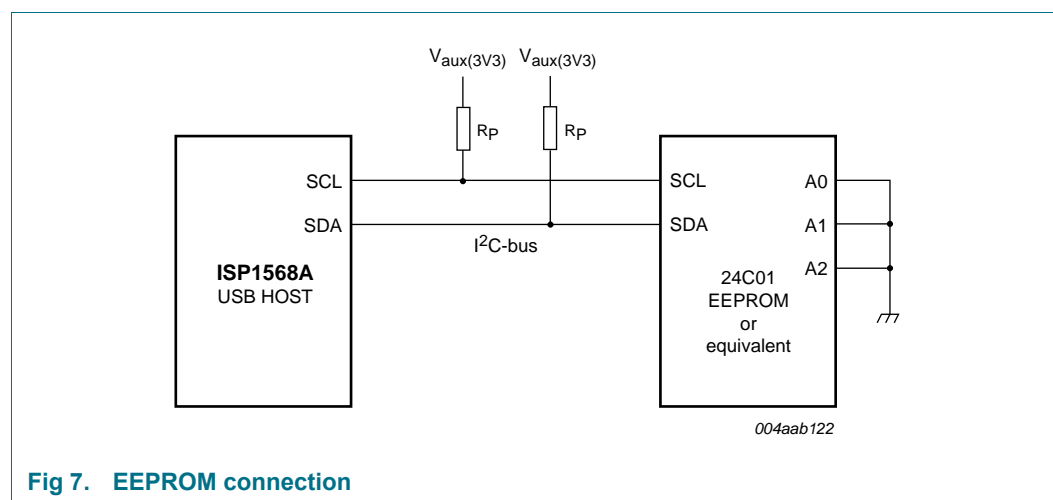 Vaux(3V3) Vaux(3V3)
RP RP
SCL SCL A0
SDA SDA A1
I2C-bus
A2
ISP1568A
USB HOST
24C01
EEPROM
or
equivalent
004aab122
Fig 7. EEPROM connection